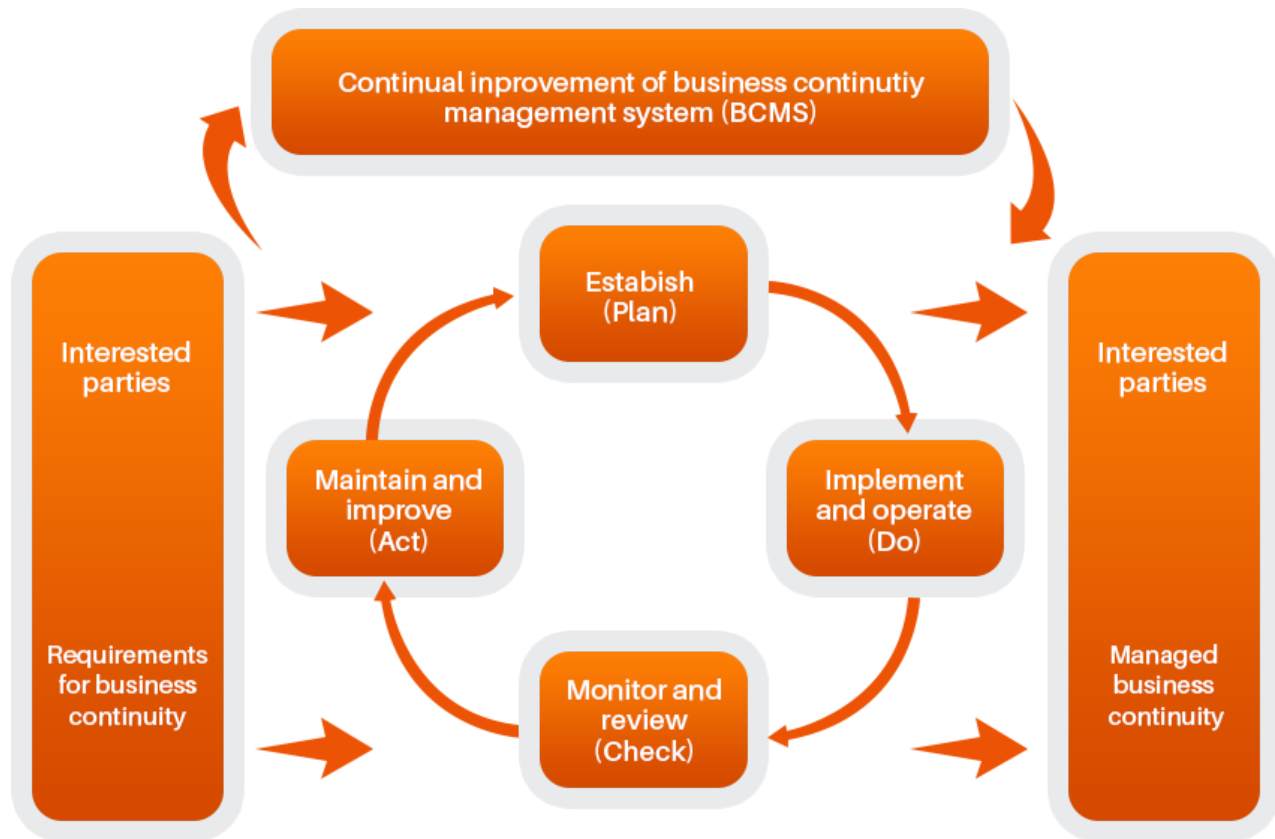 Continual inprovement of business continutiy
management system (BCMS)
Estabish
(Plan)
Interested
parties
Interested
parties
Maintain and
improve
(Act)
Implement
and operate
(Do)
Requirements
for business
continuity
Monitor and
review
(Check)
Managed
business
continuity